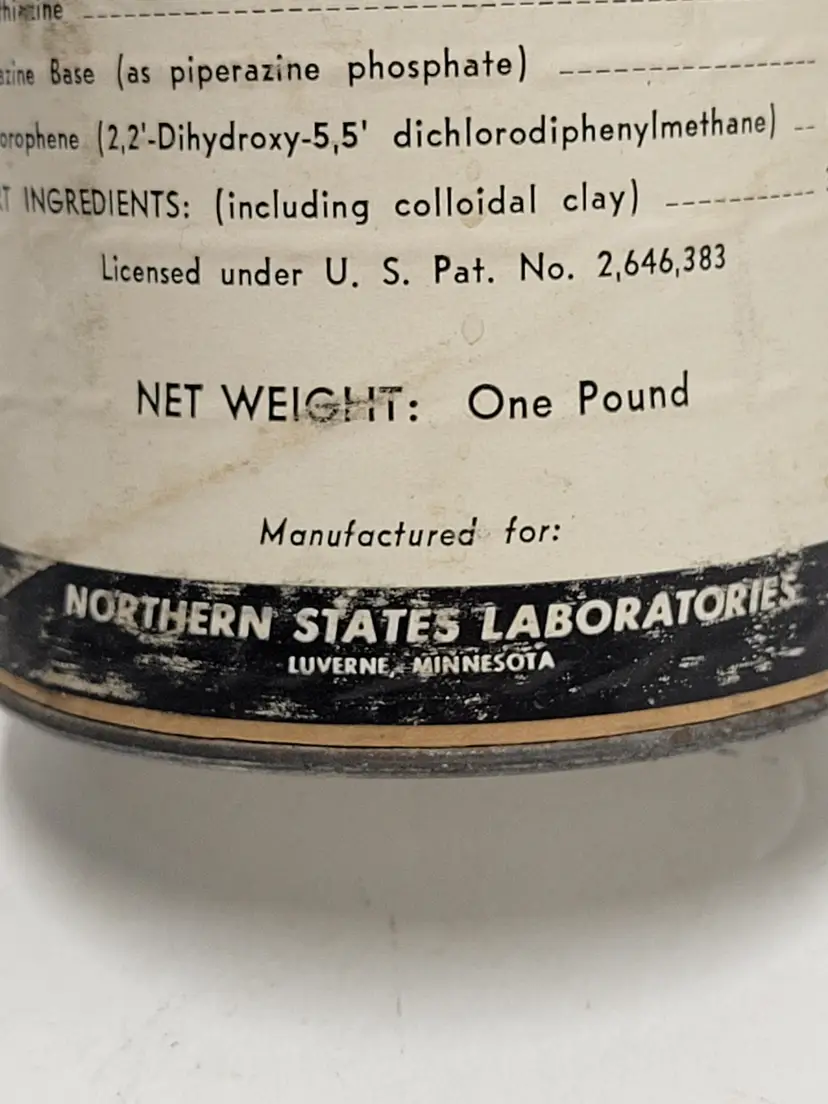 Base (as piperazine phosphate)
(2,2'-Dihydroxy-5,5' dichlorodiphenylmethane)
INGREDIENTS: (including colloidal clay)
Licensed under U. S. Pat. No. 2,646,383
NET WEIGHT: One Pound
Manufactured for:
NORTHERN STATES LABORATORIES
LUVERNE, MINNESOTA